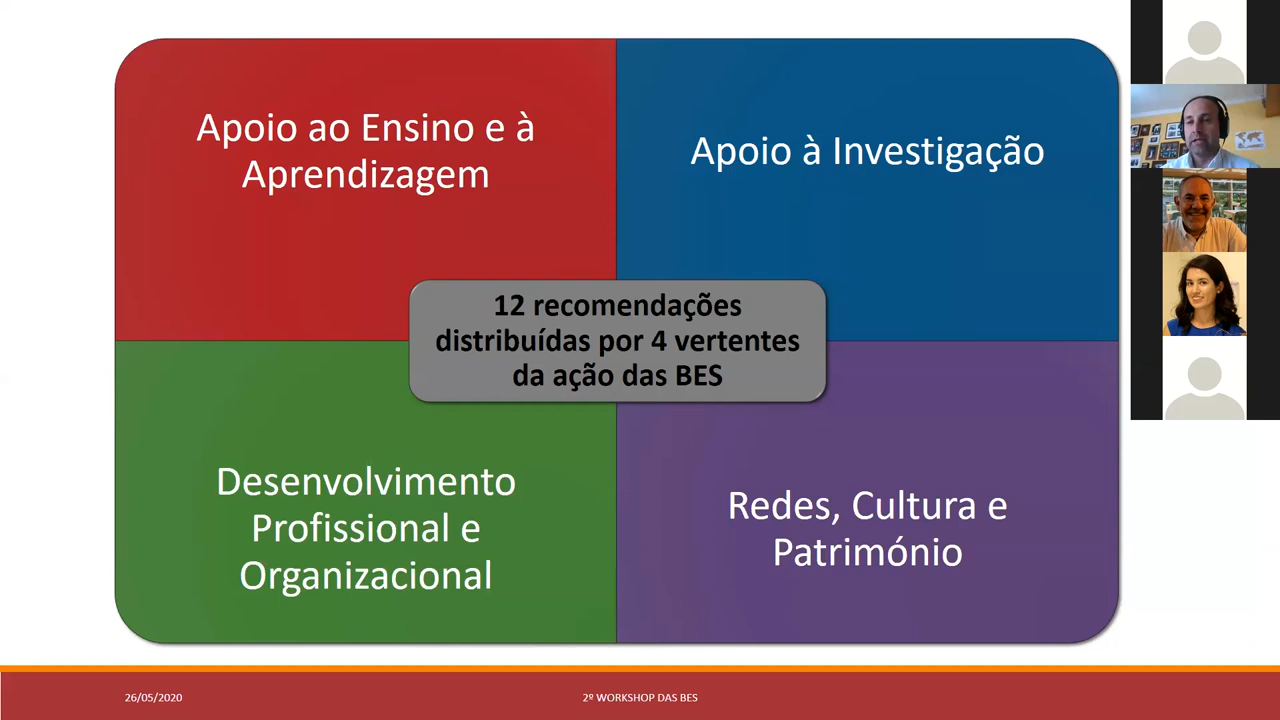 Apoio ao Ensino e à
Aprendizagem
Apoio à Investigação
12 recomendações
distribuídas por 4 vertentes
da ação das BES
Desenvolvimento
Profissional e
Organizacional
Redes, Cultura e
Património
26/05/2020
2º WORKSHOP DAS BES